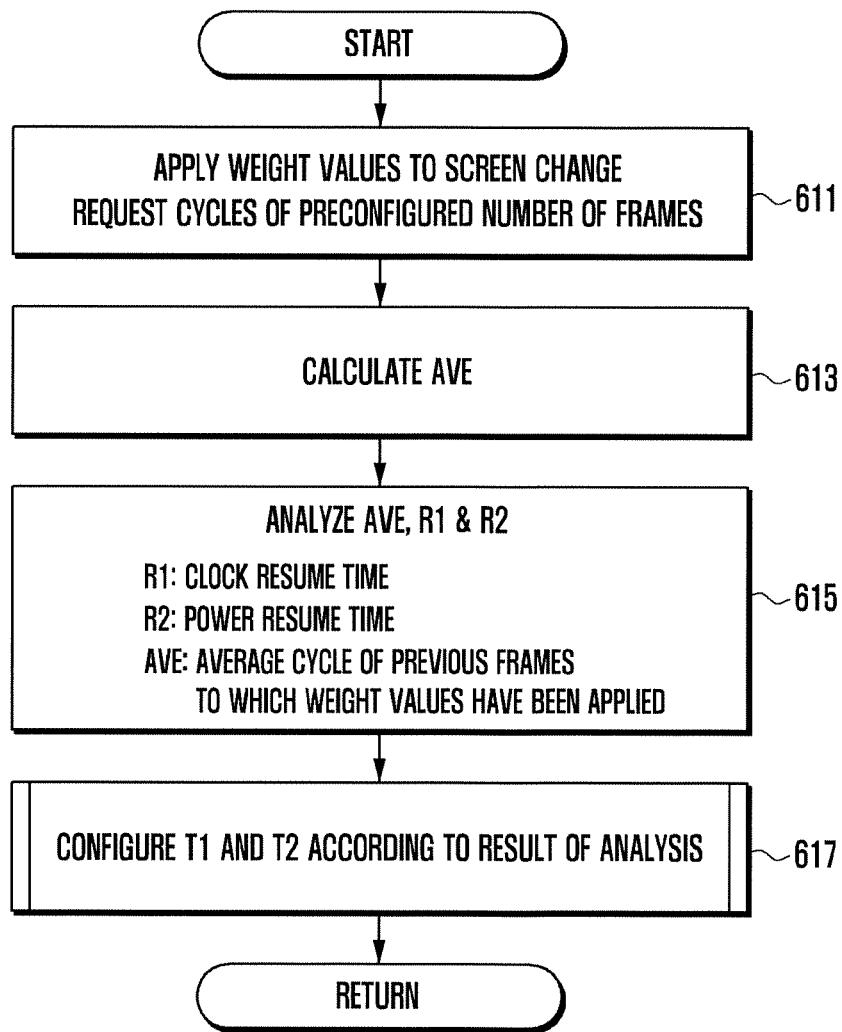 START
APPLY WEIGHT VALUES TO SCREEN CHANGE
REQUEST CYCLES OF PRECONFIGURED NUMBER OF FRAMES
611
CALCULATE AVE
613
ANALYZE AVE, R1 & R2
R1: CLOCK RESUME TIME
R2: POWER RESUME TIME
AVE: AVERAGE CYCLE OF PREVIOUS FRAMES
TO WHICH WEIGHT VALUES HAVE BEEN APPLIED
615
CONFIGURE T1 AND T2 ACCORDING TO RESULT OF ANALYSIS
617
RETURN